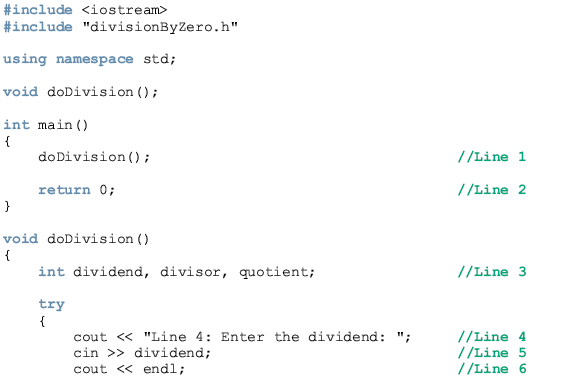 #include <iostream>
#include "divisionByZero.h"
using namespace std;
void doDivision();
int main()
{
doDivision(); //Line 1
return 0; //Line 2
}
void doDivision()
{
int dividend, divisor, quotient; //Line 3
try
{
cout << "Line 4: Enter the dividend: "; //Line 4
cin >> dividend; //Line 5
cout << endl; //Line 6